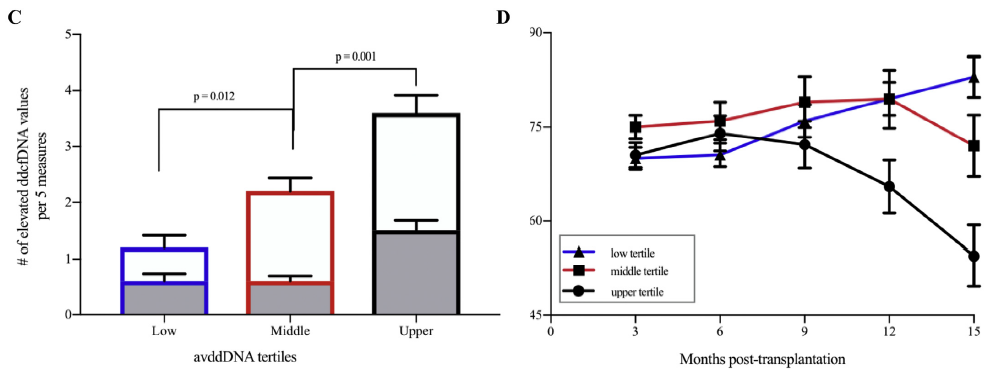 C
# of elevated ddcfDNA values
per 5 measures
5
4
3
2
1
0
p = 0.012
p = 0.001
Low
Middle
Upper
avddDNA tertiles
D
90
75
60
45
low tertile
middle tertile
upper tertile
0
3
6
9
12
15
Months post-transplantation